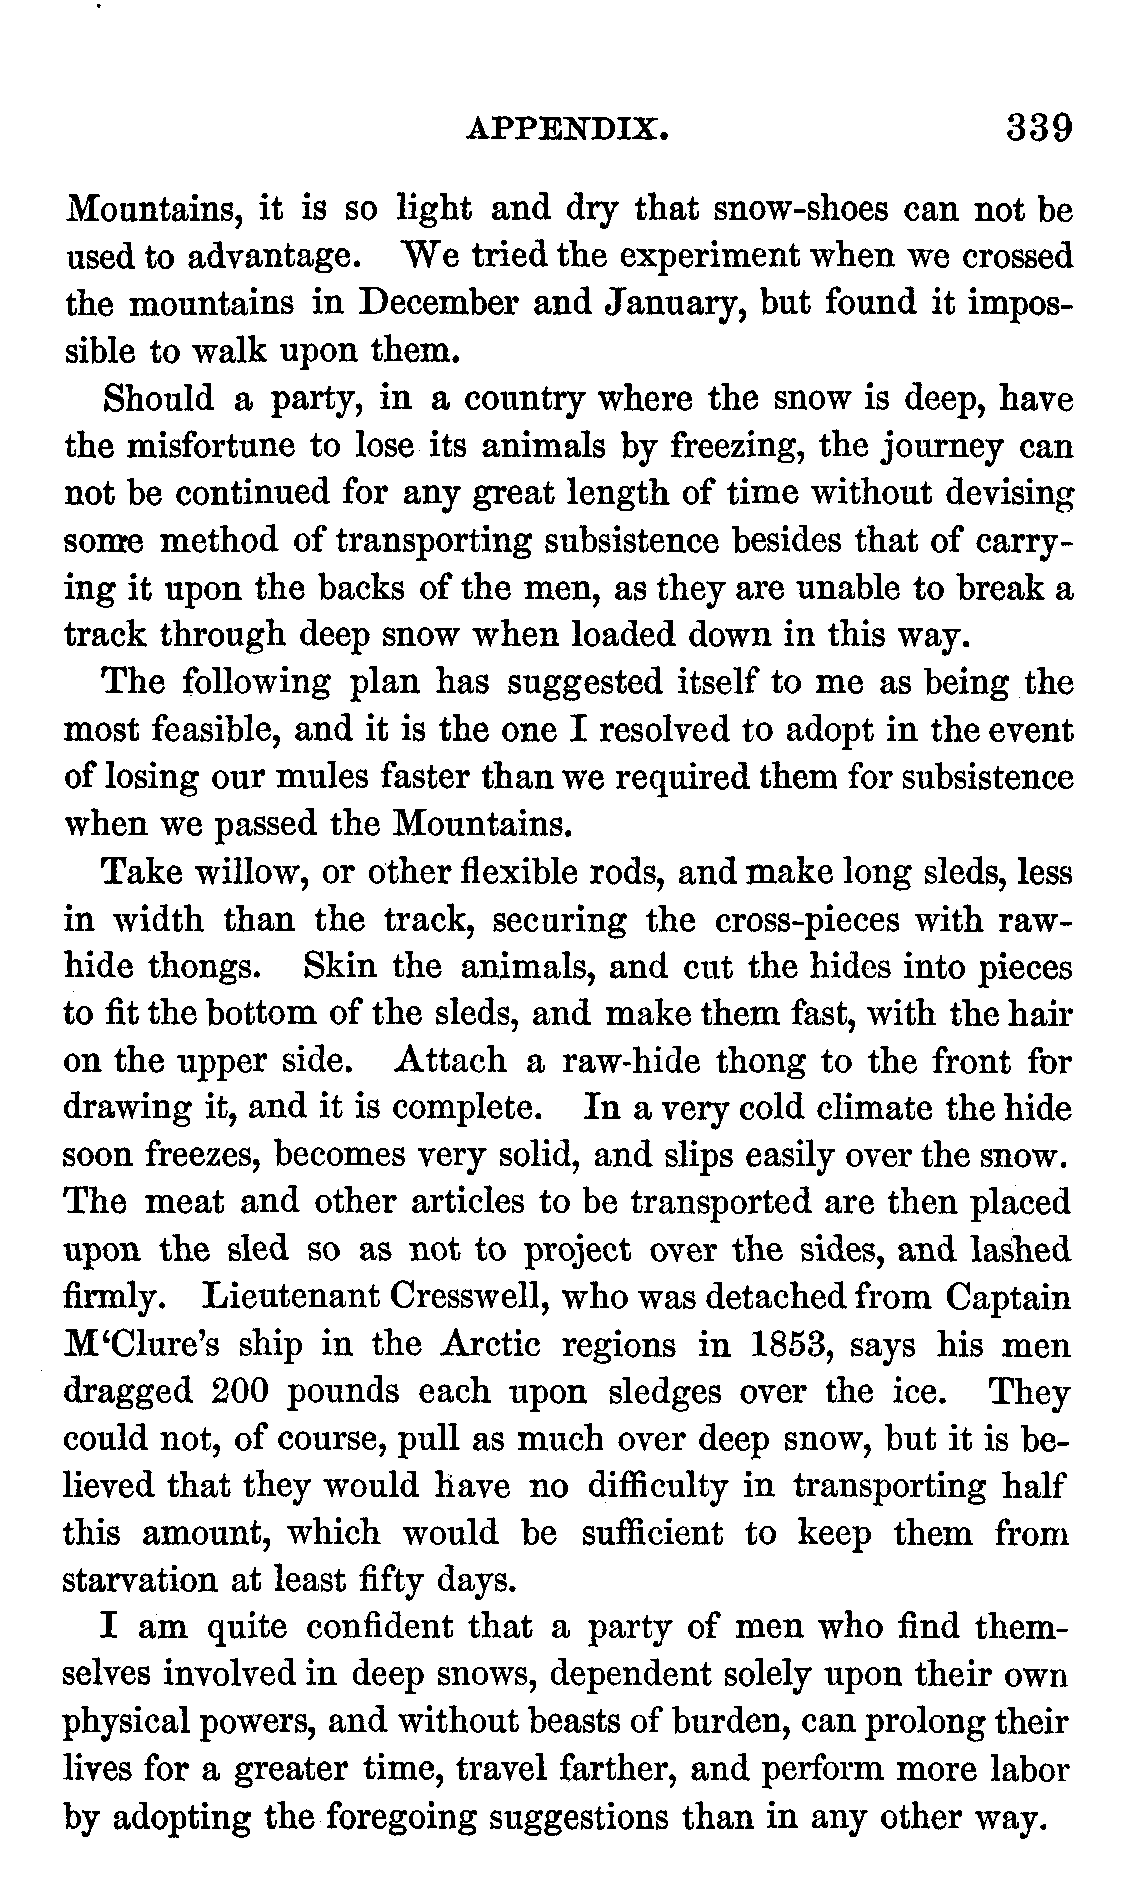 APPENDIX. 339
Mountains, it is so light and dry that snow-shoes can not be
used to advantage. We tried the experiment when we crossed
the mountains in December and January, but found it impos-
sible to walk upon them.
Should a party, in a country where the snow is deep, have
the misfortune to lose its animals by freezing, the journey can
not be continued for any great length of time without devising
some method of transporting subsistence besides that of carry-
ing it upon the backs of the men, as they are unable to break a
track through deep snow when loaded down in this way.
The following plan has suggested itself to me as being the
most feasible, and it is the one I resolved to adopt in the event
of losing our mules faster than we required them for subsistence
when we passed the Mountains.
Take willow, or other flexible rods, and make long sleds, less
in width than the track, securing the cross-pieces with raw-
hide thongs. Skin the animals, and cut the hides into pieces
to fit the bottom of the sleds, and make them fast, with the hair
on the upper side. Attach a raw-hide thong to the front for
drawing it, and it is complete. In a very cold climate the hide
soon freezes, becomes very solid, and slips easily over the snow.
The meat and other articles to be transported are then placed
upon the sled so as not to project over the sides, and lashed
firmly. Lieutenant Cresswell, who was detached from Captain
M‘Clure's ship in the Arctic regions in 1853, says his men
dragged 200 pounds each upon sledges over the ice. They
could not, of course, pull as much over deep snow, but it is be-
lieved that they would have no difficulty in transporting half
this amount, which would be sufficient to keep them from
starvation at least fifty days.
I am quite confident that a party of men who find them-
selves involved in deep snows, dependent solely upon their own
physical powers, and without beasts of burden, can prolong their
lives for a greater time, travel farther, and perform more labor
by adopting the foregoing suggestions than in any other way.